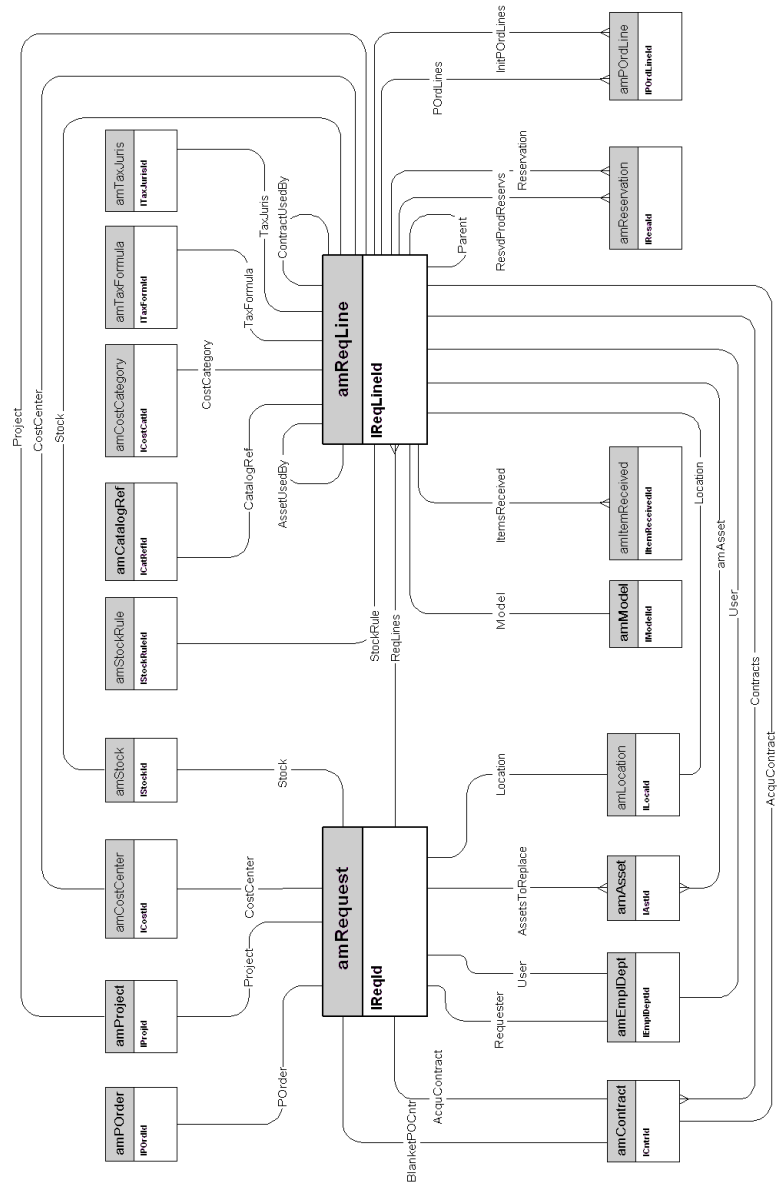 Project
CostCenter
Stock
amPOrder
lPOrdId
amProject
lProjId
amCostCenter
lCostId
amStock
lStockId
amStockRule
lStockRuleId
amCatalogRef
lCatRefId
amCostCategory
lCostCatId
amTaxFormula
lTaxFormId
amTaxJuris
lTaxJurisId
POrder
Project
CostCenter
Stock
CatalogRef
CostCategory
TaxFormula
TaxJuris
AssetUsedBy
ContractUsedBy
amRequest
lReqId
amReqLine
lReqLineId
StockRule
ReqLines
BlanketPOCntr
AcquContract
Requester
User
AssetsToReplace
Location
Model
ItemsReceived
Parent
ResvdProdReservs
Reservation
POrdLines
InitPOrdLines
amContract
lCntrId
amEmplDept
lEmplDeptId
amAsset
lAstId
amLocation
lLocaId
amModel
lModelId
amItemReceived
lItemReceivedId
amReservation
lResaId
amPOrdLine
lPOrdLineId
Location
amAsset
User
Contracts
AcquContract